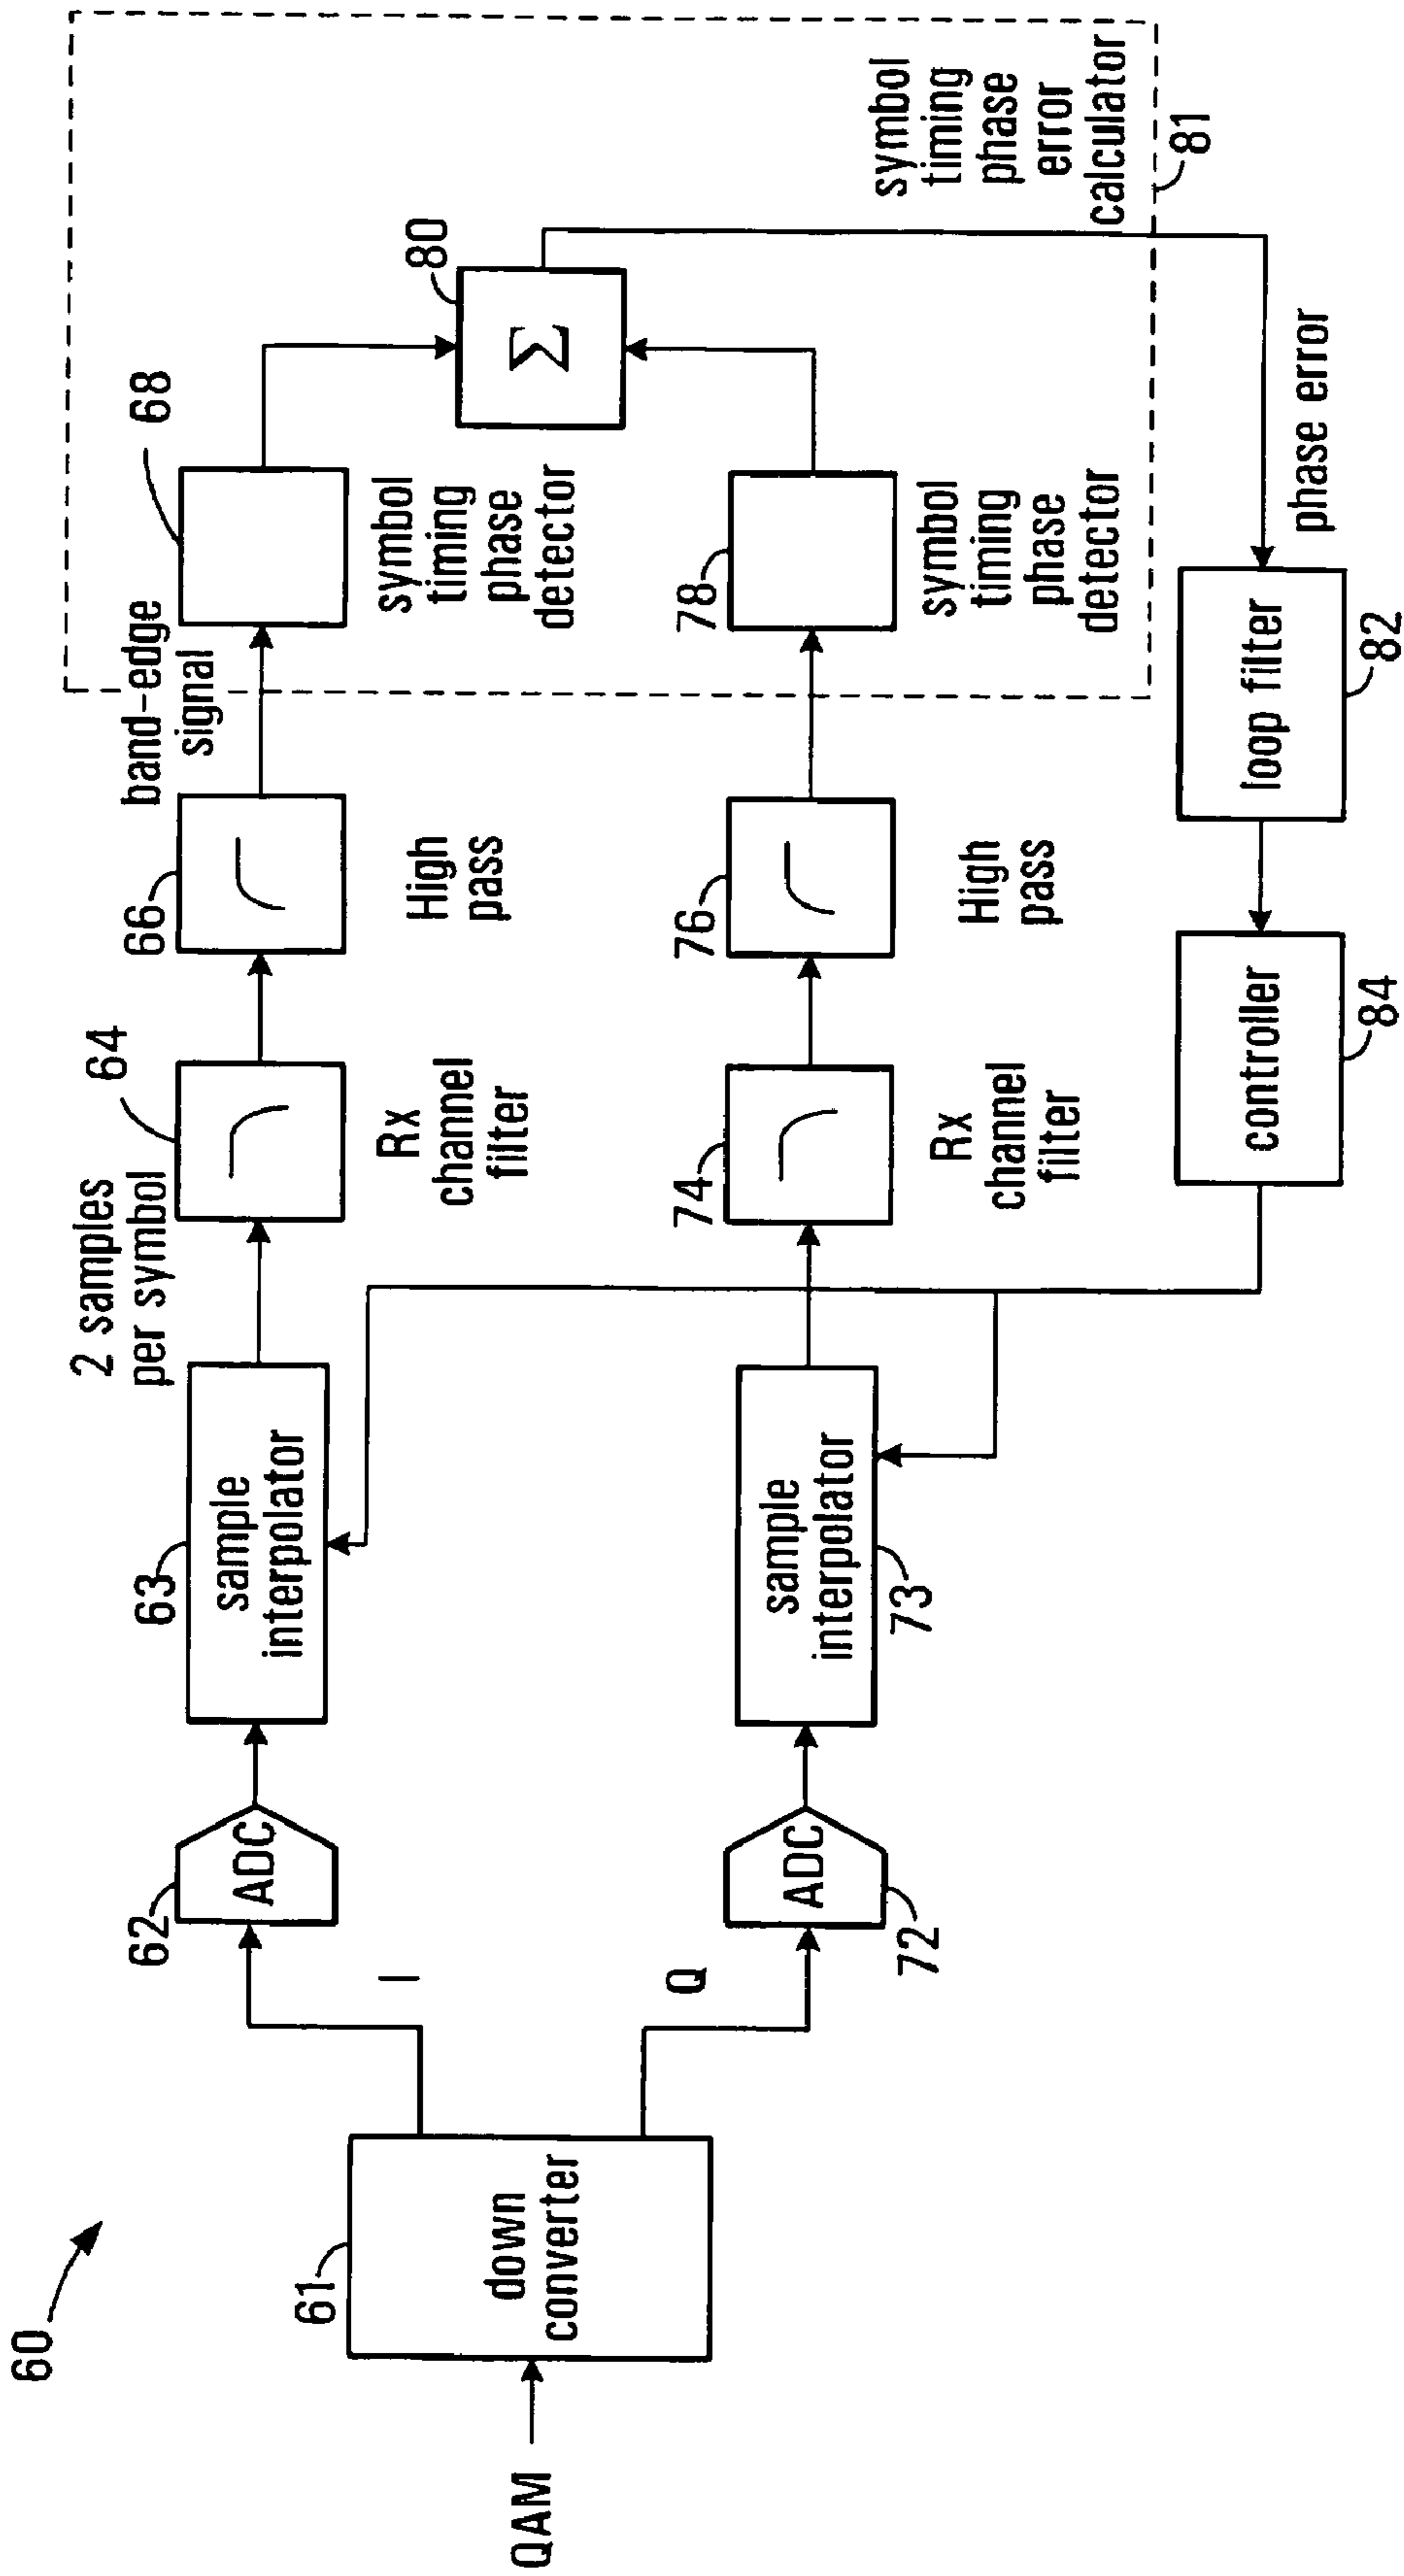 60
QAM
61
down
converter
I
Q
62
ADC
72
ADC
63
sample
interpolator
73
sample
interpolator
2 samples
per symbol
64
Rx
channel
filter
74
Rx
channel
filter
66
High
pass
76
High
pass
band-edge
signal
68
symbol
timing
phase
detector
78
symbol
timing
phase
detector
80
Σ
symbol
timing
phase
error
calculator
81
phase error
loop filter
82
controller
84